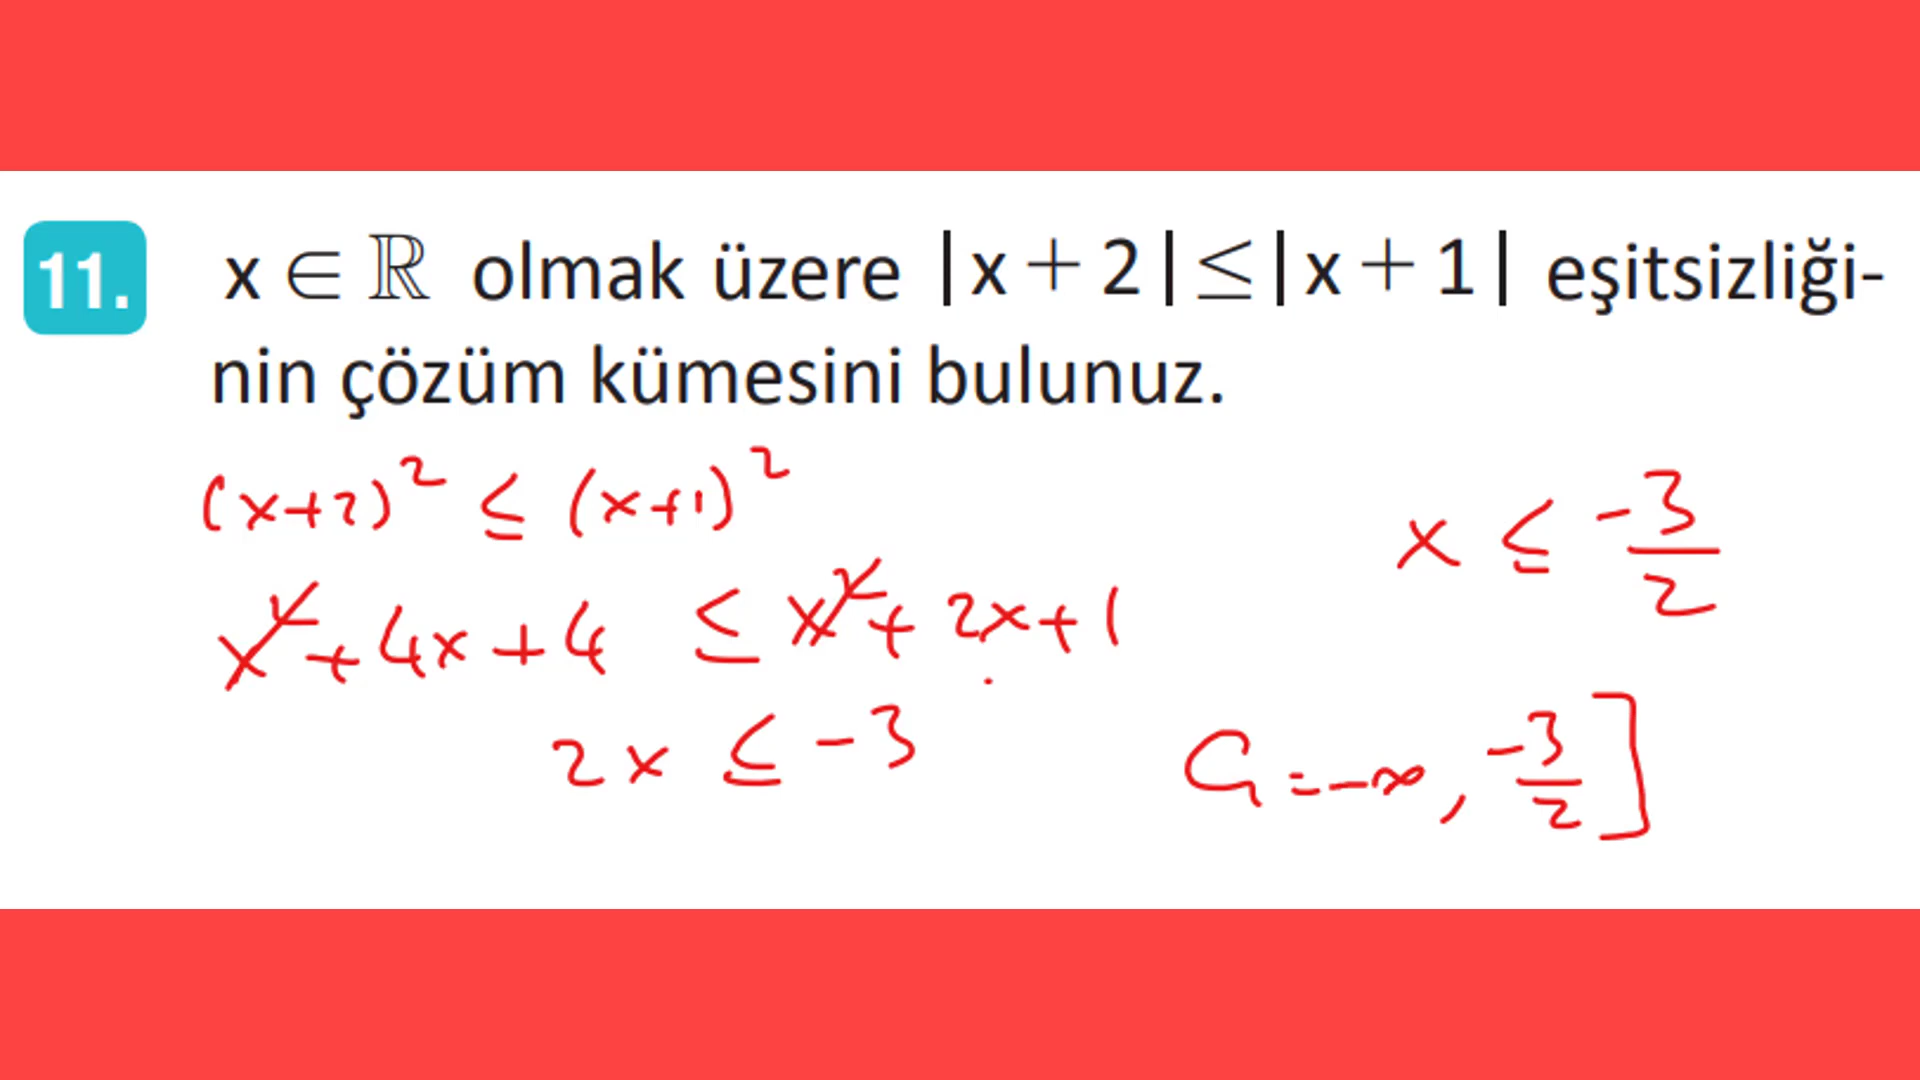 11. x ∈ ℝ olmak üzere |x + 2| ≤ |x + 1| eşitsizliği-
nin çözüm kümesini bulunuz.
(x+2)² ≤ (x+1)²
x² + 4x + 4 ≤ x² + 2x + 1
2x ≤ -3
x ≤ -3/2
Ç = -∞, -3/2]